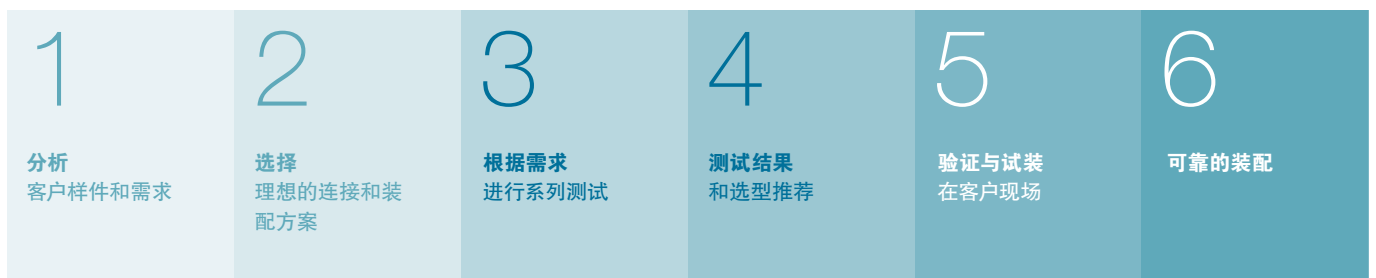 1
分析
客户样件和需求
2
选择
理想的连接和装
配方案
3
根据需求
进行系列测试
4
测试结果
和选型推荐
5
验证与试装
在客户现场
6
可靠的装配